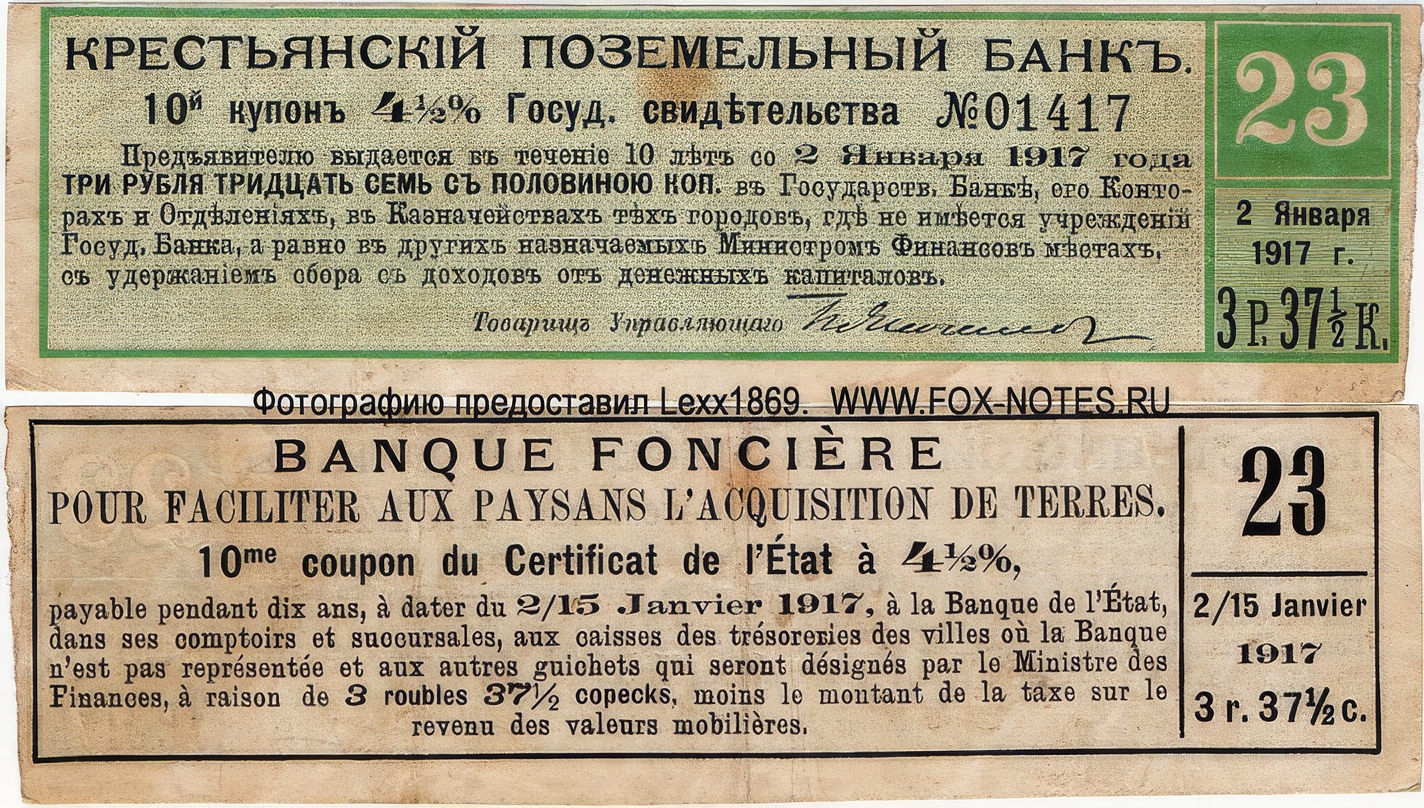 КРЕСТЬЯНСКІЙ ПОЗЕМЕЛЬНЫЙ БАНКЪ.
10й купонъ 4½% Госуд. свидѣтельства №01417
Предъявителю выдается въ теченіе 10 лѣтъ со 2 Января 1917 года
ТРИ РУБЛЯ ТРИДЦАТЬ СЕМЬ СЪ ПОЛОВИНОЮ КОП. въ Государств. Банкѣ, его Конто-
рахъ и Отдѣленіяхъ, въ Казначействахъ тѣхъ городовъ, гдѣ не имѣется учрежденій
Госуд. Банка, а равно въ другихъ назначаемыхъ Министромъ Финансовъ мѣстахъ,
съ удержаніемъ сбора съ доходовъ отъ денежныхъ капиталовъ.
Товарищъ Управляющаго
23
2 Января
1917 г.
3 Р. 37½ К.
Фотографию предоставил Lexx1869. WWW.FOX-NOTES.RU
BANQUE FONCIÈRE
POUR FACILITER AUX PAYSANS L'ACQUISITION DE TERRES.
10me coupon du Certificat de l'État à 4½%,
payable pendant dix ans, à dater du 2/15 Janvier 1917, à la Banque de l'État,
dans ses comptoirs et succursales, aux caisses des trésoreries des villes où la Banque
n'est pas représentée et aux autres guichets qui seront désignés par le Ministre des
Finances, à raison de 3 roubles 37½ copecks, moins le montant de la taxe sur le
revenu des valeurs mobilières.
23
2/15 Janvier
1917
3 r. 37½ c.